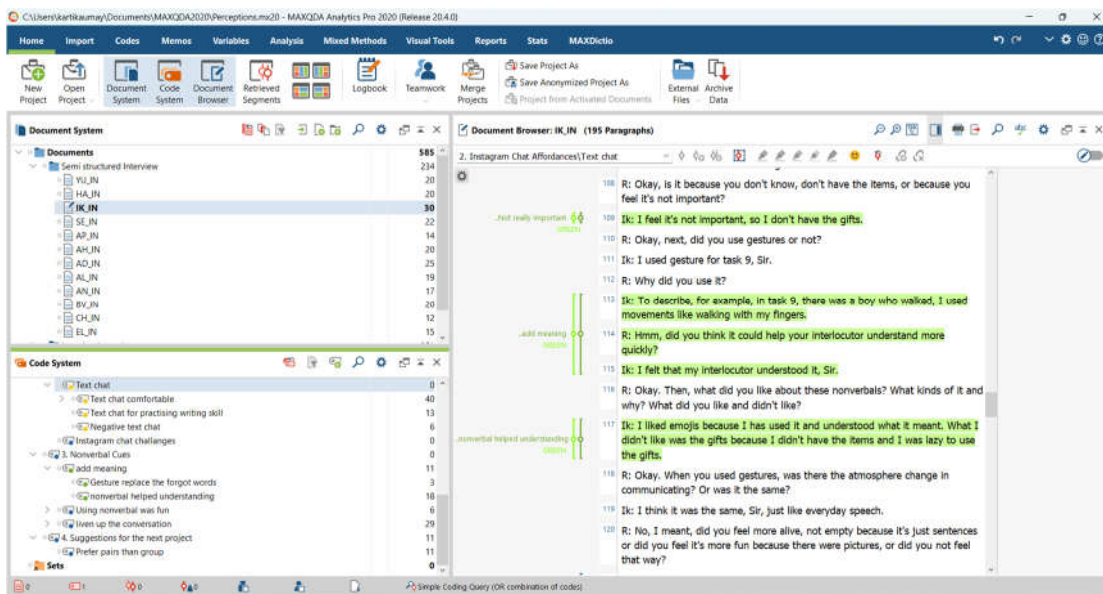 C:\Users\kartikaumay\Documents\MAXQDA2020\Perceptions.mx20 - MAXQDA Analytics Pro 2020 (Release 20.4.0)
Home Import Codes Memos Variables Analysis Mixed Methods Visual Tools Reports Stats MAXDictio
New Project
Open Project
Document System
Code System
Document Browser
Retrieved Segments
Logbook
Teamwork
Merge Projects
Save Project As
Save Anonymized Project As
Project from Activated Documents
External Files
Archive Data
Document System
Documents 585
Semi structured Interview 234
YU_IN 20
HA_IN 20
IK_IN 30
SE_IN 22
AP_IN 14
AH_IN 20
AD_IN 25
AL_IN 19
AN_IN 17
BV_IN 20
CH_IN 12
EL_IN 15
Code System
Text chat 0
Text chat comfortable 40
Text chat for practising writing skill 13
Negative text chat 6
Instagram chat challanges 0
3. Nonverbal Cues 0
add meaning 11
Gesture replace the forgot words 3
nonverbal helped understanding 18
Using nonverbal was fun 6
liven up the conversation 29
4. Suggestions for the next project 11
Prefer pairs than group 11
Sets 0
Document Browser: IK_IN (195 Paragraphs)
2. Instagram Chat Affordances\Text chat
108 R: Okay, is it because you don't know, don't have the items, or because you
feel it's not important?
..Not really important
109 Ik: I feel it's not important, so I don't have the gifts.
110 R: Okay, next, did you use gestures or not?
111 Ik: I used gesture for task 9, Sir.
112 R: Why did you use it?
113 Ik: To describe, for example, in task 9, there was a boy who walked, I used
movements like walking with my fingers.
..add meaning
114 R: Hmm, did you think it could help your interlocutor understand more
quickly?
115 Ik: I felt that my interlocutor understood it, Sir.
116 R: Okay. Then, what did you like about these nonverbals? What kinds of it and
why? What did you like and didn't like?
..nonverbal helped understanding
117 Ik: I liked emojis because I has used it and understood what it meant. What I
didn't like was the gifts because I didn't have the items and I was lazy to use
the gifts.
118 R: Okay. When you used gestures, was there the atmosphere change in
communicating? Or was it the same?
119 Ik: I think it was the same, Sir, just like everyday speech.
120 R: No, I meant, did you feel more alive, not empty because it's just sentences
or did you feel it's more fun because there were pictures, or did you not feel
that way?
0 1 0 0 Simple Coding Query (OR combination of codes)